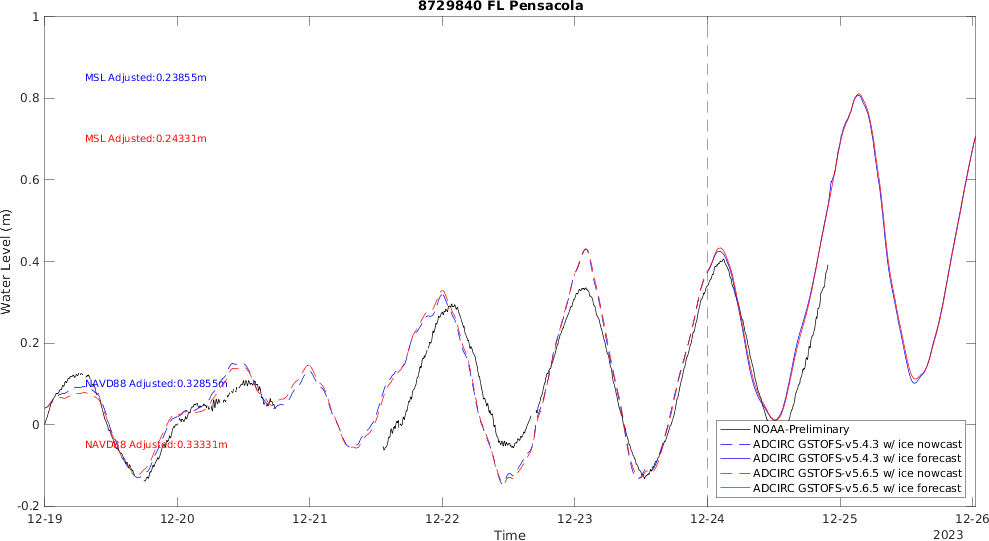 8729840 FL Pensacola
Water Level (m)
1
0.8
0.6
0.4
0.2
0
-0.2
MSL Adjusted:0.23855m
MSL Adjusted:0.24331m
NAVD88 Adjusted:0.32855m
NAVD88 Adjusted:0.33331m
NOAA-Preliminary
ADCIRC GSTOFS-v5.4.3 w/ ice nowcast
ADCIRC GSTOFS-v5.4.3 w/ ice forecast
ADCIRC GSTOFS-v5.6.5 w/ ice nowcast
ADCIRC GSTOFS-v5.6.5 w/ ice forecast
12-19 12-20 12-21 12-22 12-23 12-24 12-25 12-26
Time
2023